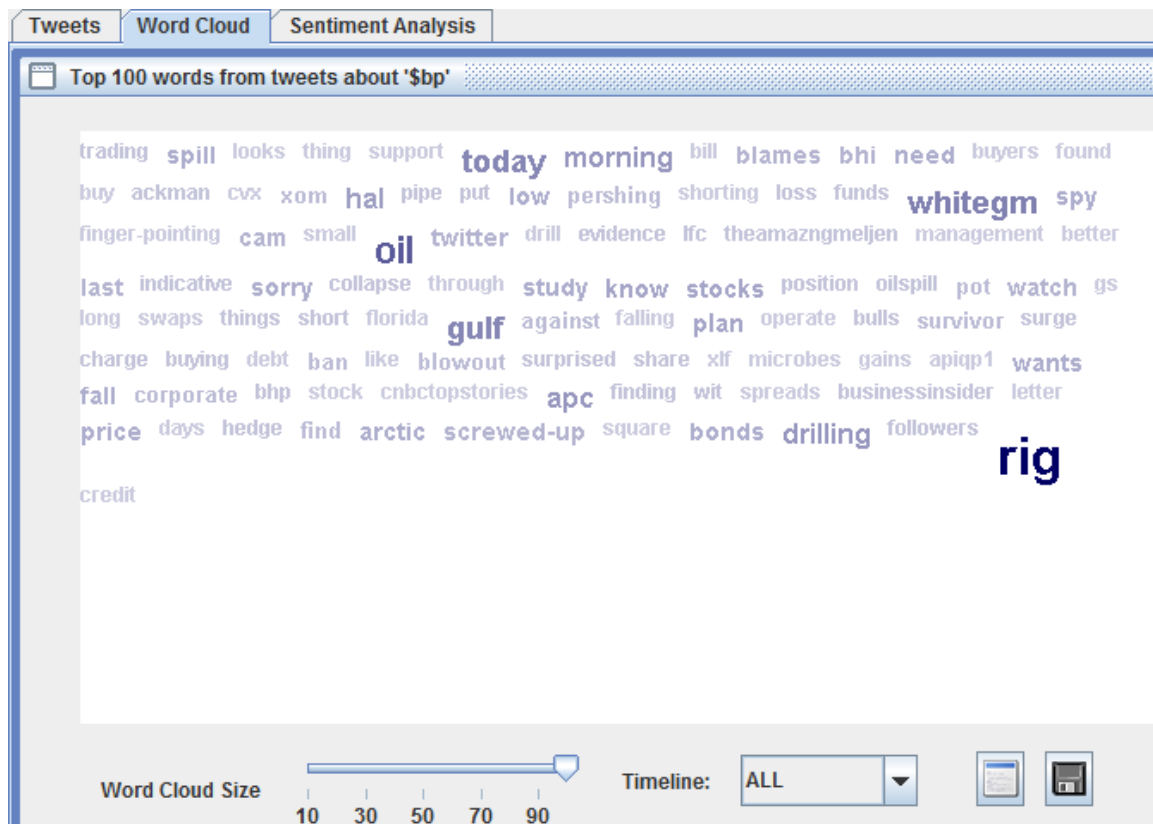 Tweets Word Cloud Sentiment Analysis
Top 100 words from tweets about '$bp'
trading spill looks thing support today morning bill blames bhi need buyers found
buy ackman cvx xom hal pipe put low pershing shorting loss funds whitegm spy
finger-pointing cam small oil twitter drill evidence lfc theamazngmeljen management better
last indicative sorry collapse through study know stocks position oilspill pot watch gs
long swaps things short florida gulf against falling plan operate bulls survivor surge
charge buying debt ban like blowout surprised share xlf microbes gains apiqp1 wants
fall corporate bhp stock cnbctopstories apc finding wit spreads businessinsider letter
price days hedge find arctic screwed-up square bonds drilling followers rig
credit
Word Cloud Size Timeline: ALL
10 30 50 70 90